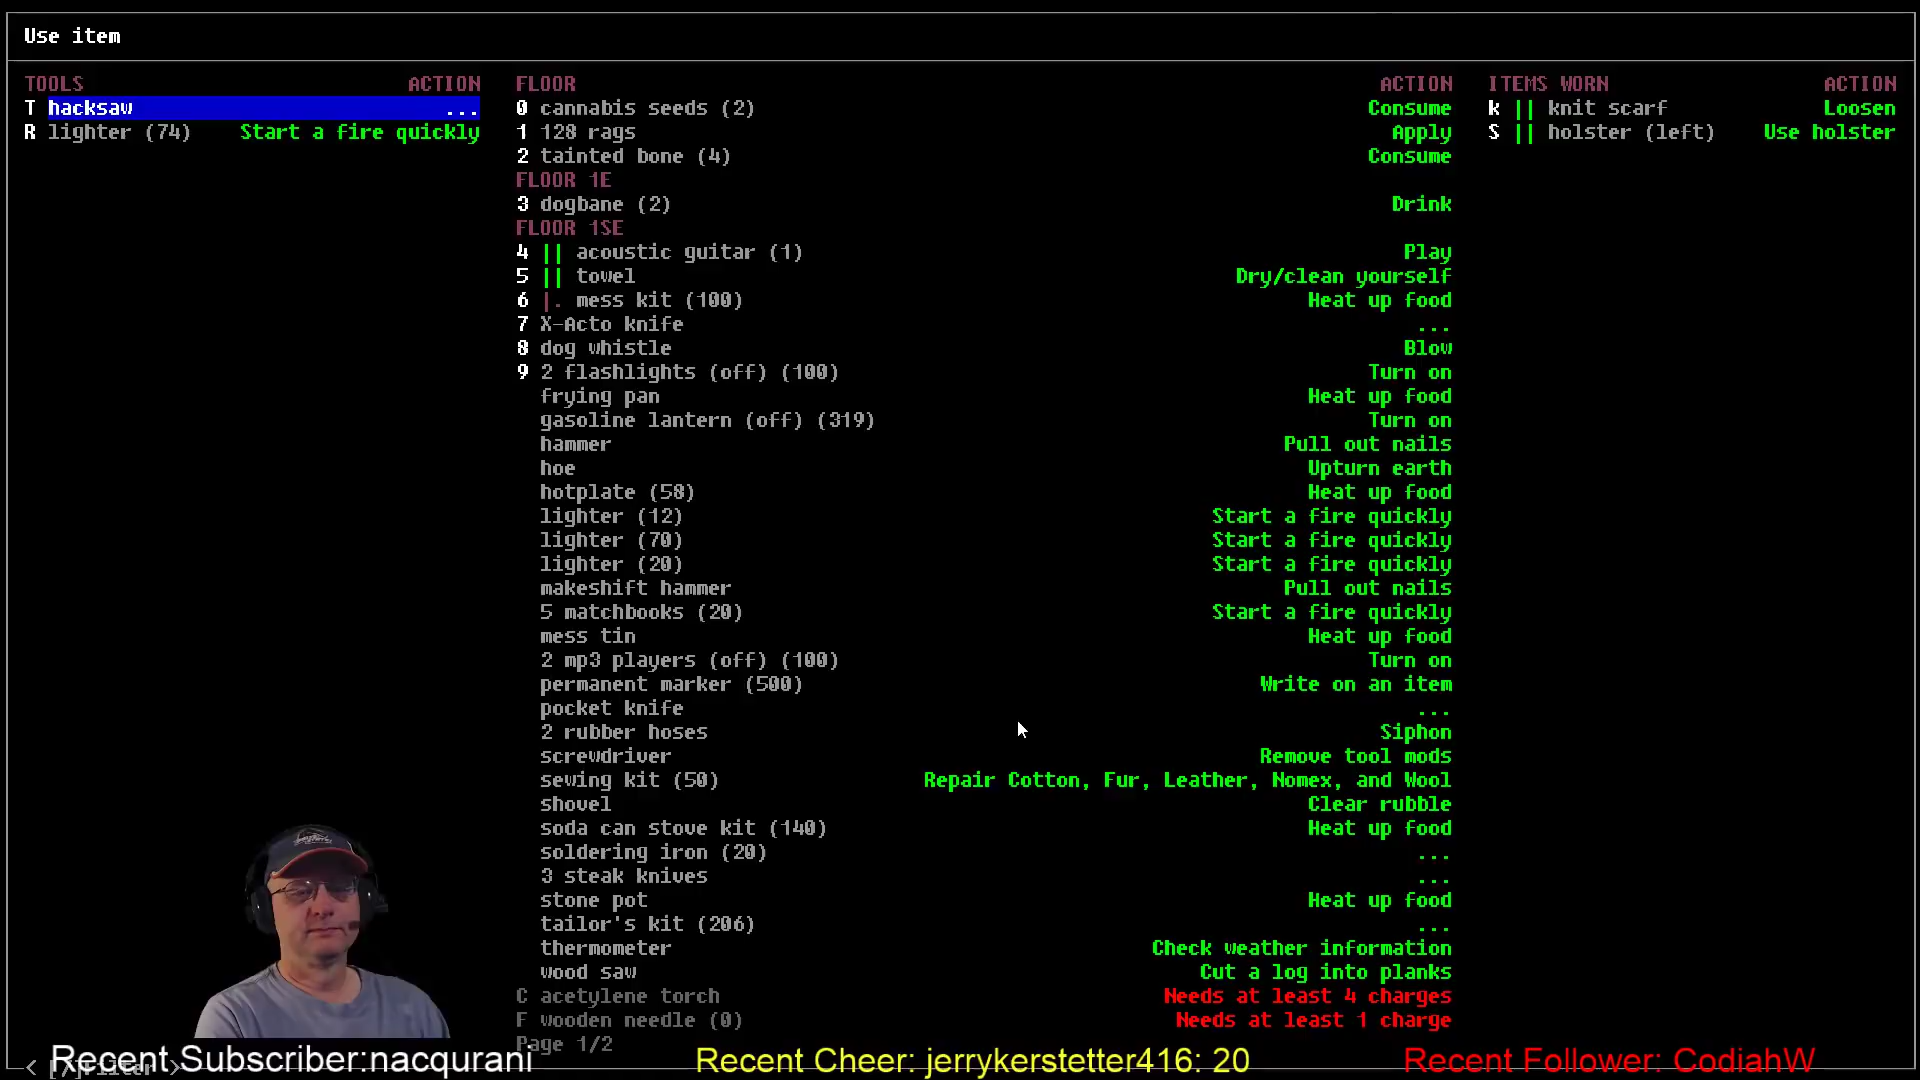 Use item
TOOLS ACTION
T hacksaw ...
R lighter (74) Start a fire quickly
FLOOR ACTION
0 cannabis seeds (2) Consume
1 128 rags Apply
2 tainted bone (4) Consume
FLOOR 1E
3 dogbane (2) Drink
FLOOR 1SE
4 || acoustic guitar (1) Play
5 || towel Dry/clean yourself
6 |. mess kit (100) Heat up food
7 X-Acto knife ...
8 dog whistle Blow
9 2 flashlights (off) (100) Turn on
frying pan Heat up food
gasoline lantern (off) (319) Turn on
hammer Pull out nails
hoe Upturn earth
hotplate (58) Heat up food
lighter (12) Start a fire quickly
lighter (70) Start a fire quickly
lighter (20) Start a fire quickly
makeshift hammer Pull out nails
5 matchbooks (20) Start a fire quickly
mess tin Heat up food
2 mp3 players (off) (100) Turn on
permanent marker (500) Write on an item
pocket knife ...
2 rubber hoses Siphon
screwdriver Remove tool mods
sewing kit (50) Repair Cotton, Fur, Leather, Nomex, and Wool
shovel Clear rubble
soda can stove kit (140) Heat up food
soldering iron (20) ...
3 steak knives ...
stone pot Heat up food
tailor's kit (206) ...
thermometer Check weather information
wood saw Cut a log into planks
C acetylene torch Needs at least 4 charges
F wooden needle (0) Needs at least 1 charge
Page 1/2
ITEMS WORN ACTION
k || knit scarf Loosen
S || holster (left) Use holster
< [/]Filter >
Recent Subscriber:nacqurani
Recent Cheer: jerrykerstetter416: 20
Recent Follower: CodiahW